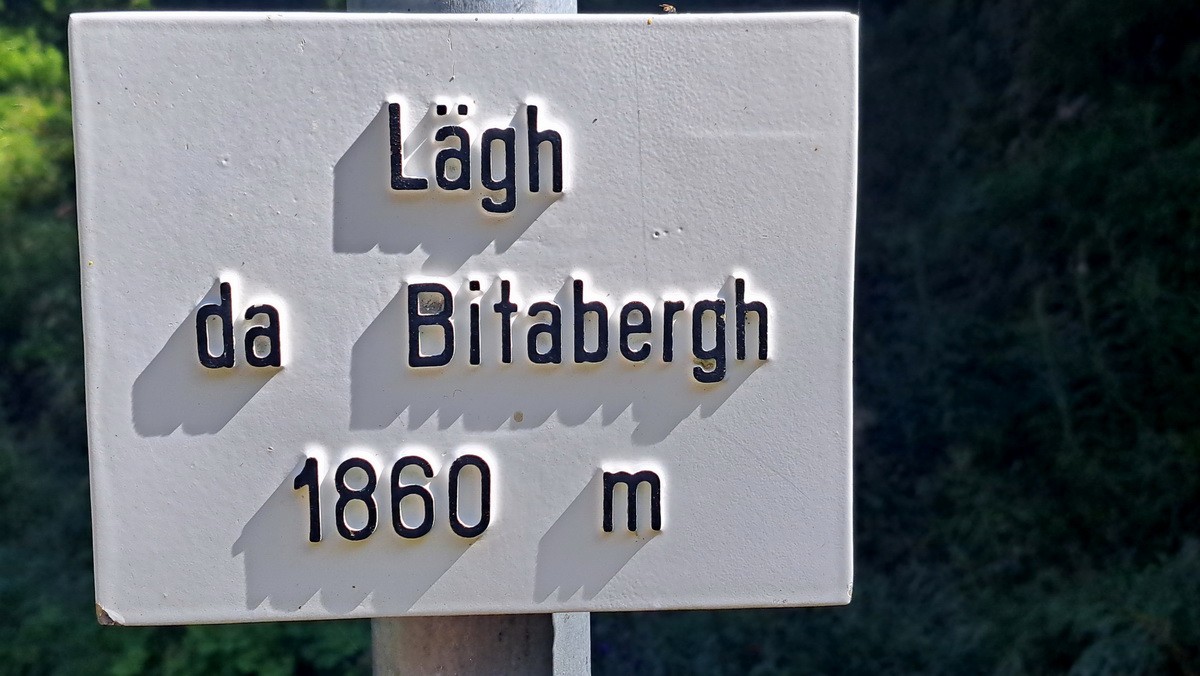 Lägh
da Bitabergh
1860 m